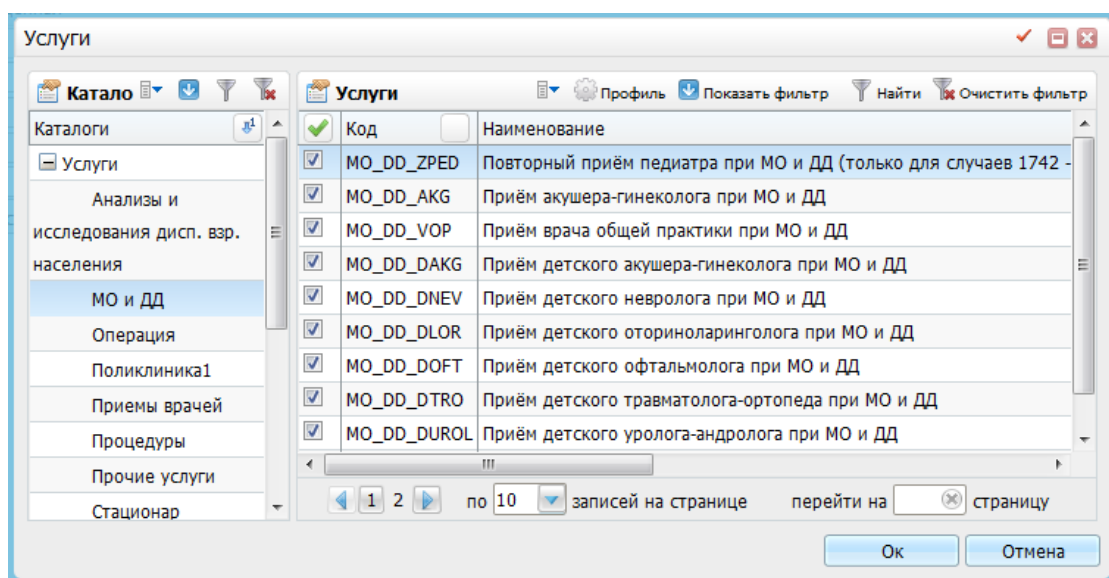 Услуги
Катало
Каталоги
Услуги
Анализы и
исследования дисп. взр.
населения
МО и ДД
Операция
Поликлиника1
Приемы врачей
Процедуры
Прочие услуги
Стационар
Услуги Профиль Показать фильтр Найти Очистить фильтр
Код Наименование
MO_DD_ZPED Повторный приём педиатра при МО и ДД (только для случаев 1742 -
MO_DD_AKG Приём акушера-гинеколога при МО и ДД
MO_DD_VOP Приём врача общей практики при МО и ДД
MO_DD_DAKG Приём детского акушера-гинеколога при МО и ДД
MO_DD_DNEV Приём детского невролога при МО и ДД
MO_DD_DLOR Приём детского оториноларинголога при МО и ДД
MO_DD_DOFT Приём детского офтальмолога при МО и ДД
MO_DD_DTRO Приём детского травматолога-ортопеда при МО и ДД
MO_DD_DUROL Приём детского уролога-андролога при МО и ДД
1 2 по 10 записей на странице перейти на страницу
Ок Отмена